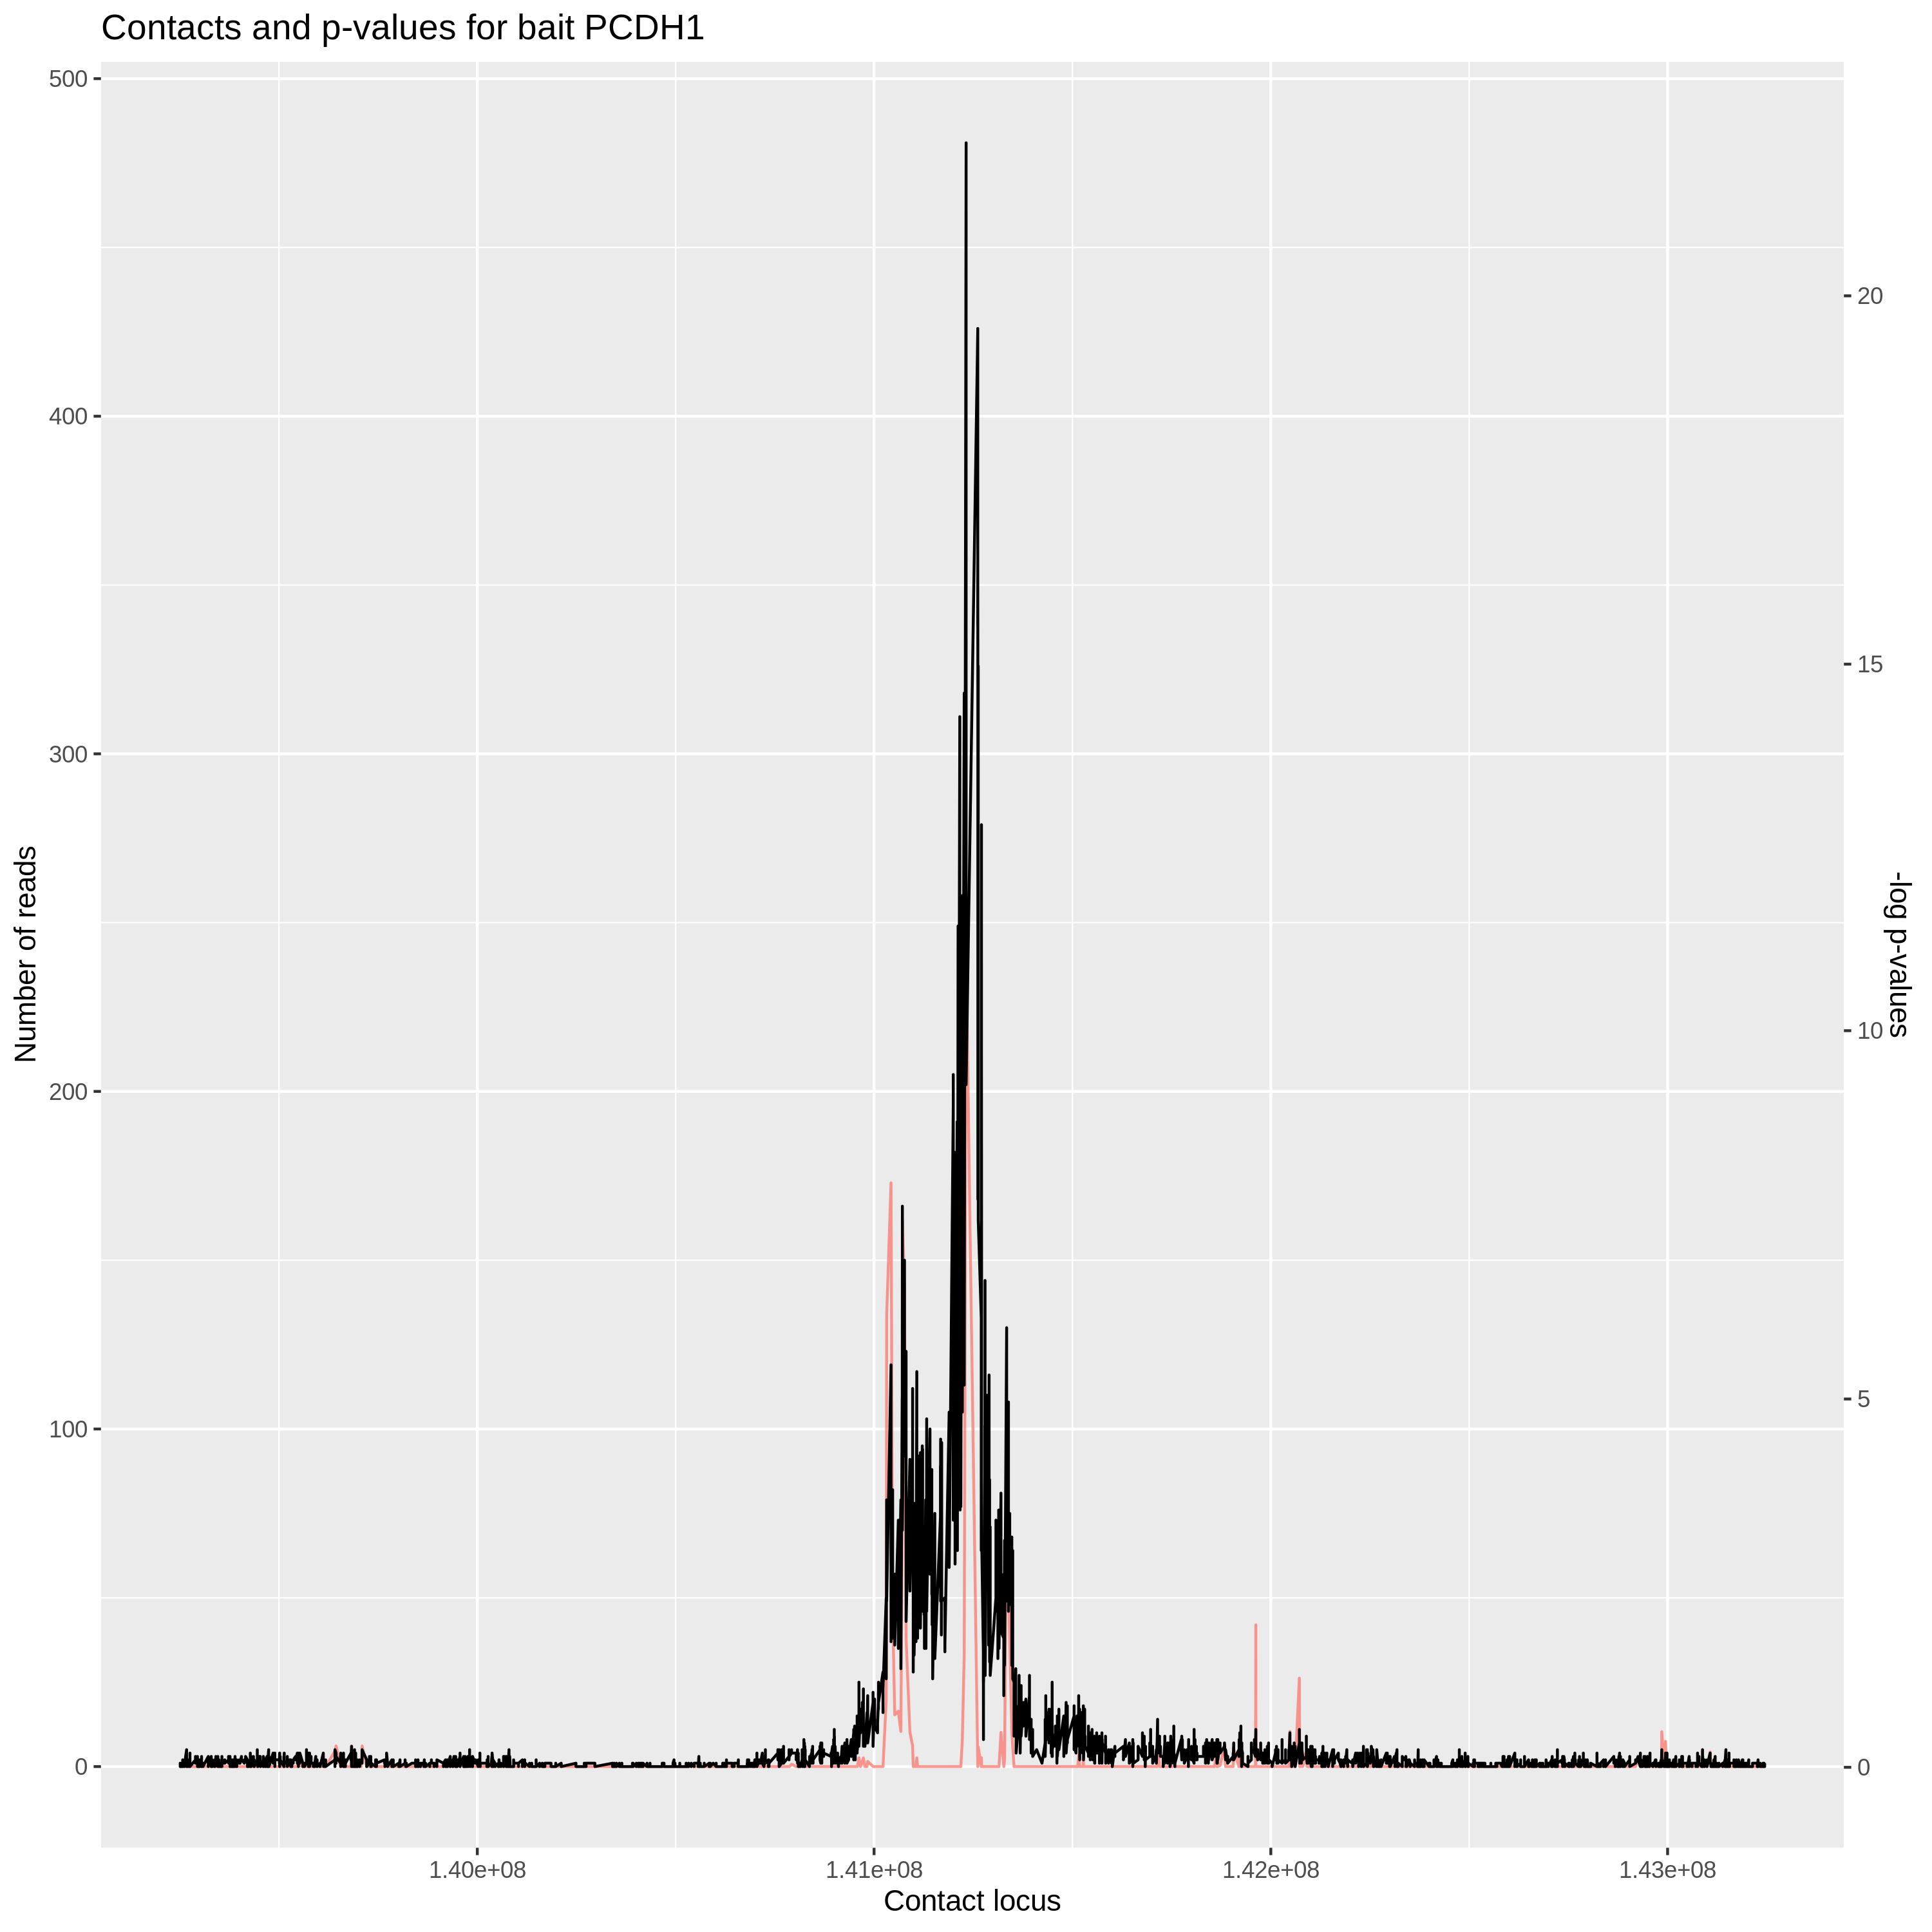 Contacts and p-values for bait PCDH1
500
400
300
200
100
0
Number of reads
20
15
10
5
0
-log p-values
1.40e+08
1.41e+08
1.42e+08
1.43e+08
Contact locus